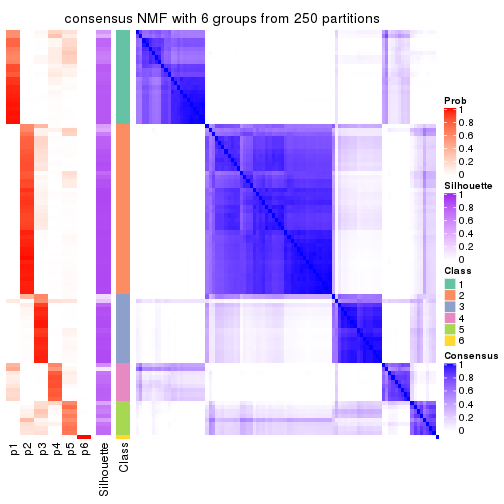 consensus NMF with 6 groups from 250 partitions
Prob
1
0.8
0.6
0.4
0.2
0
Silhouette
1
0.8
0.6
0.4
0.2
0
Class
1
2
3
4
5
6
Consensus
1
0.8
0.6
0.4
0.2
0
p1
p2
p3
p4
p5
p6
Silhouette
Class